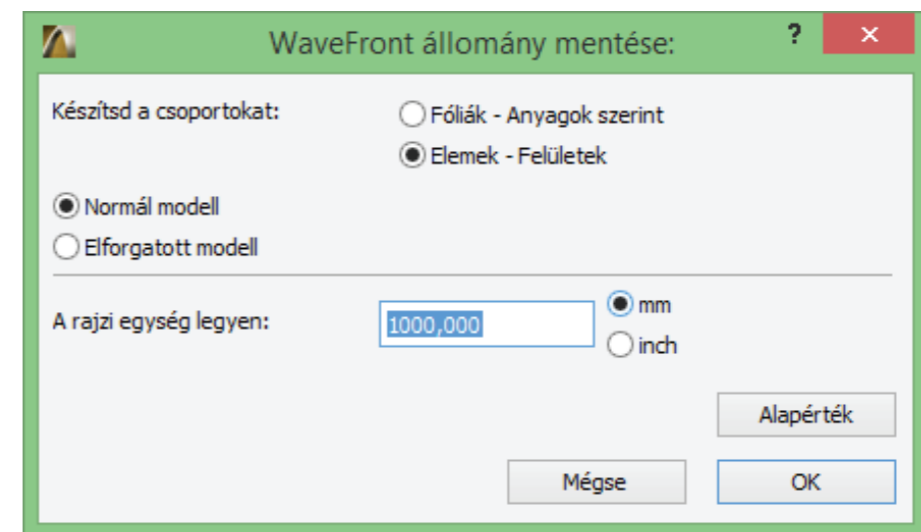 WaveFront állomány mentése:
?
×
Készítsd a csoportokat:
Fóliák - Anyagok szerint
Elemek - Felületek
Normál modell
Elforgatott modell
A rajzi egység legyen:
1000,000
mm
inch
Alapérték
Mégse
OK